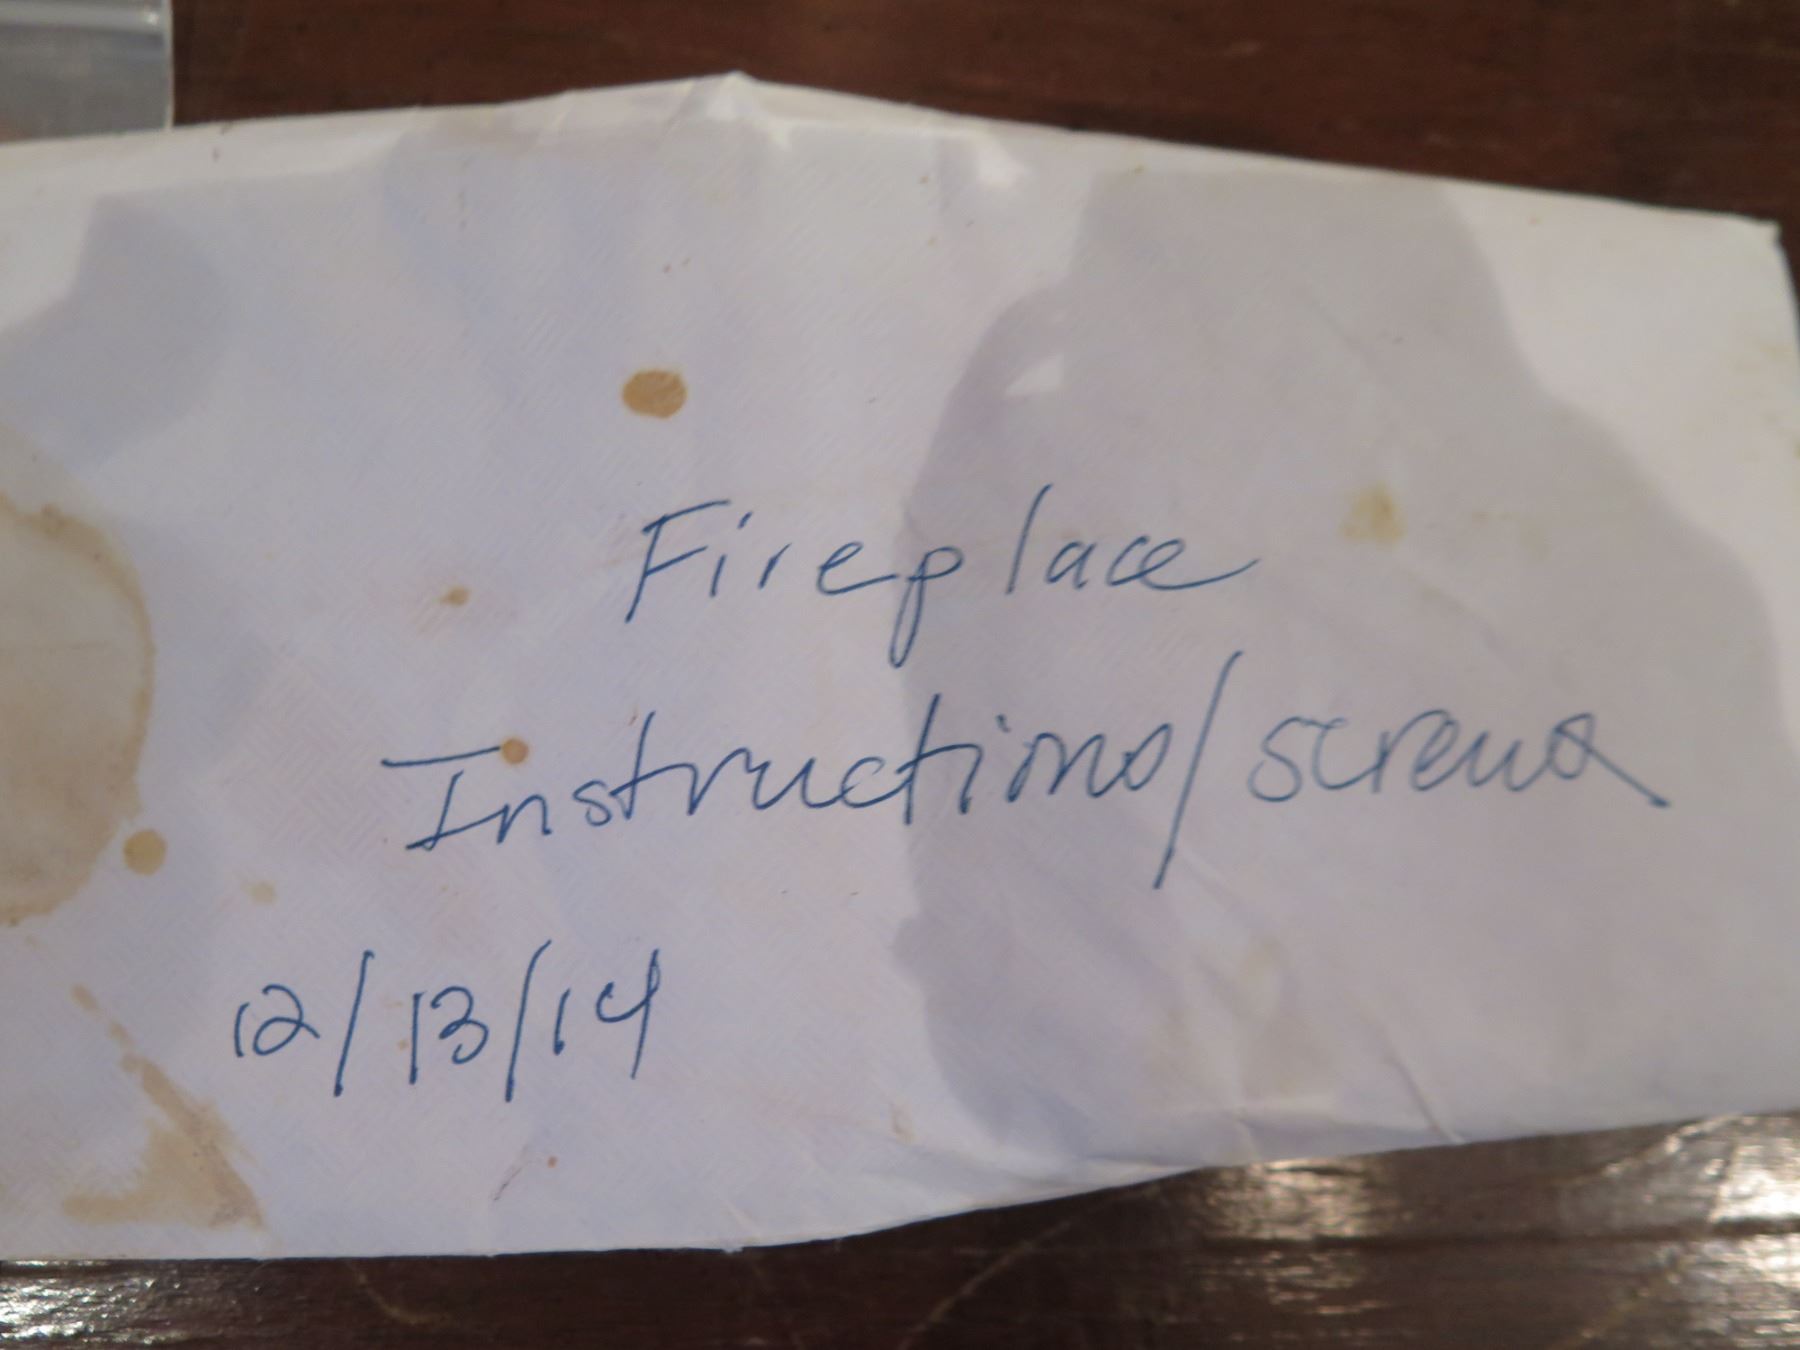 Fireplace
Instructions/screws
12/13/14